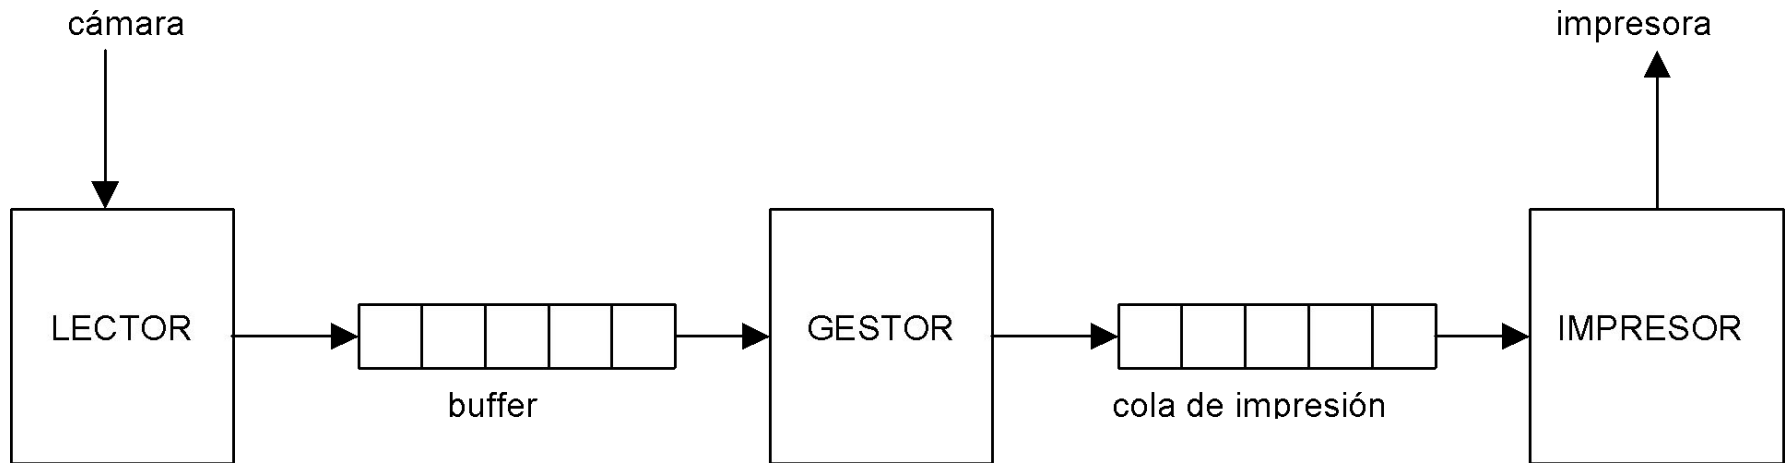 cámara
impresora
LECTOR
GESTOR
IMPRESOR
buffer
cola de impresión